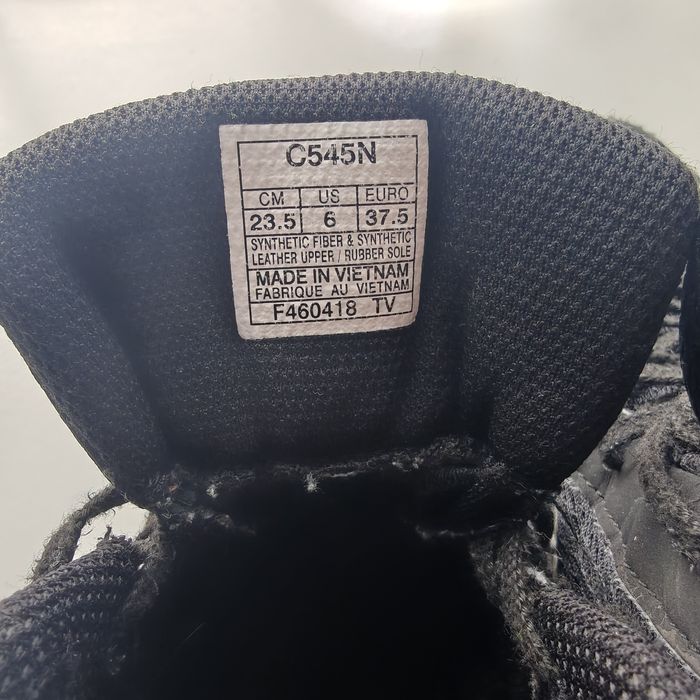 C545N
CM US EURO
23.5 6 37.5
SYNTHETIC FIBER & SYNTHETIC
LEATHER UPPER / RUBBER SOLE
MADE IN VIETNAM
FABRIQUE AU VIETNAM
F460418 TV